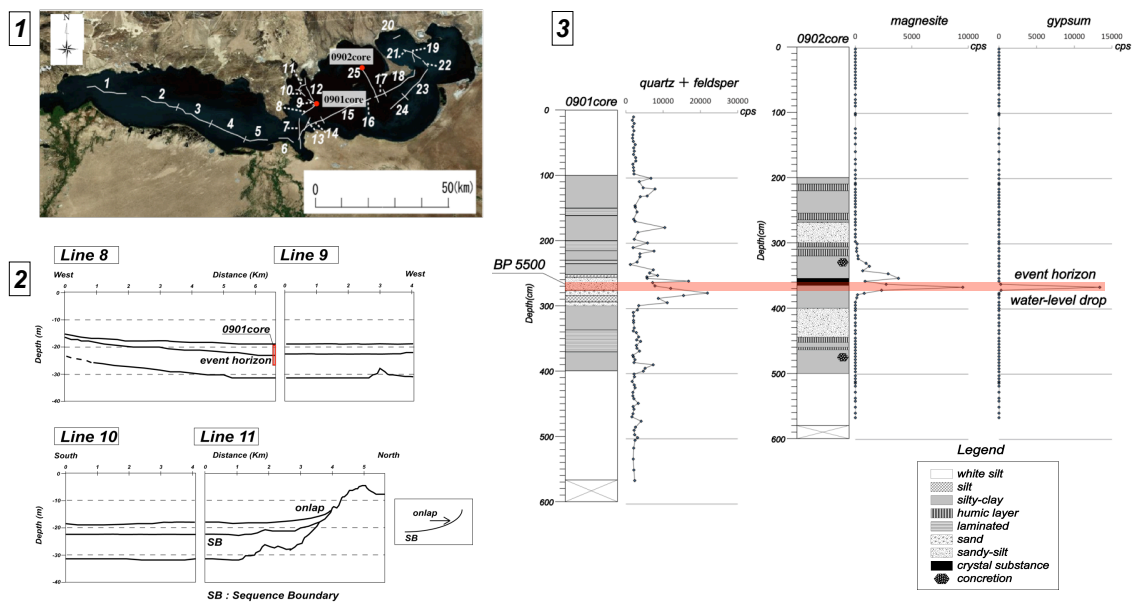 1
N
20
19
0902core
21
22
25
17
18
23
11
10
12
9
0901core
8
1
2
3
4
5
6
7
13
14
15
16
24
0
50(km)
2
Line 8
Line 9
West
Distance (Km)
West
0
1
2
3
4
5
6
0
1
2
3
4
Depth (m)
0
-10
-20
-30
-40
0901core
event horizon
Line 10
Line 11
South
Distance (Km)
North
0
1
2
3
4
0
1
2
3
4
5
Depth (m)
0
-10
-20
-30
-40
onlap
SB
onlap
SB
SB : Sequence Boundary
3
magnesite
gypsum
0902core
0
10000
cps
0
5000
10000
15000
cps
quartz + feldsper
0901core
0
10000
20000
30000
cps
0
100
200
300
400
500
600
Depth(cm)
BP 5500
0
100
200
300
400
500
600
Depth(cm)
event horizon
water-level drop
Legend
white silt
silt
silty-clay
humic layer
laminated
sand
sandy-silt
crystal substance
concretion